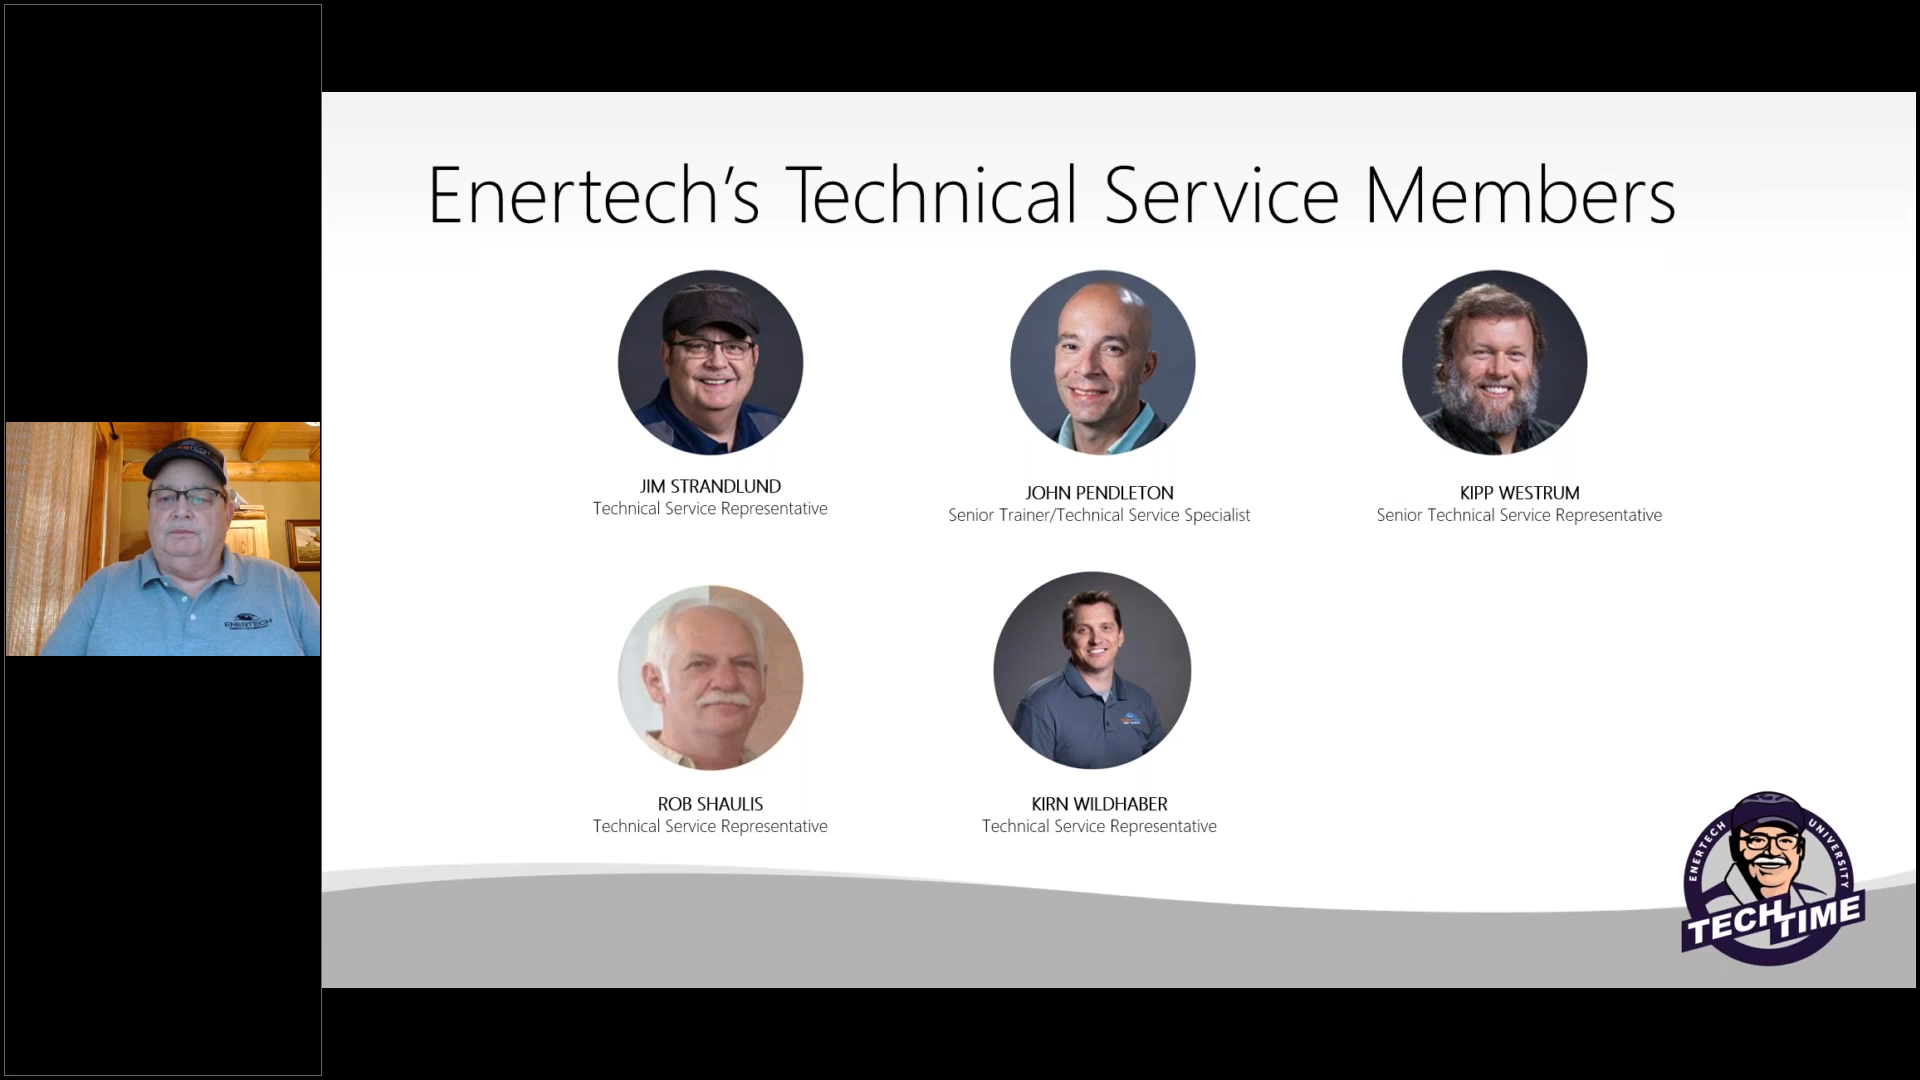 Enertech's Technical Service Members
JIM STRANDLUND
Technical Service Representative
JOHN PENDLETON
Senior Trainer/Technical Service Specialist
KIPP WESTRUM
Senior Technical Service Representative
ROB SHAULIS
Technical Service Representative
KIRN WILDHABER
Technical Service Representative
ENERTECH UNIVERSITY
TECH TIME
ENERTECH